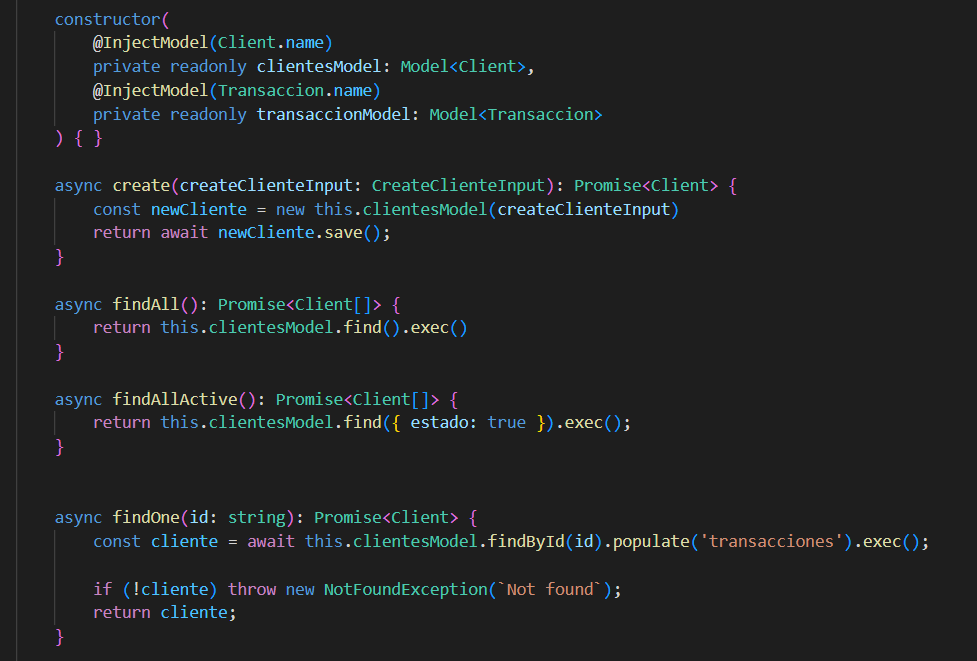 constructor(
@InjectModel(Client.name)
private readonly clientesModel: Model<Client>,
@InjectModel(Transaccion.name)
private readonly transaccionModel: Model<Transaccion>
) { }
async create(createClienteInput: CreateClienteInput): Promise<Client> {
const newCliente = new this.clientesModel(createClienteInput)
return await newCliente.save();
}
async findAll(): Promise<Client[]> {
return this.clientesModel.find().exec()
}
async findAllActive(): Promise<Client[]> {
return this.clientesModel.find({ estado: true }).exec();
}
async findOne(id: string): Promise<Client> {
const cliente = await this.clientesModel.findById(id).populate('transacciones').exec();
if (!cliente) throw new NotFoundException(`Not found`);
return cliente;
}